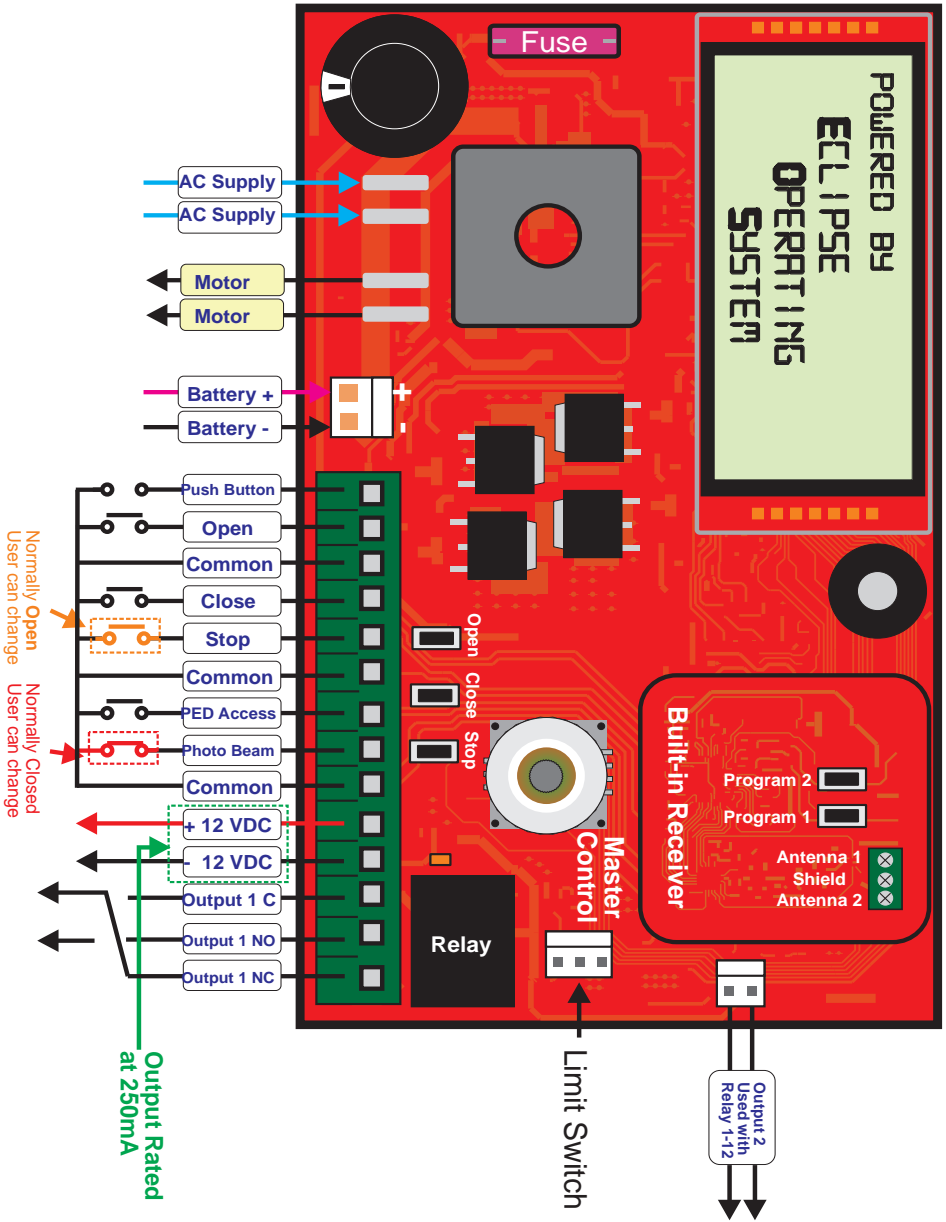 Fuse
POWERED BY
ECLIPSE
OPERATING
SYSTEM
AC Supply
AC Supply
Motor
Motor
Battery +
Battery -
+
-
Push Button
Open
Common
Close
Stop
Common
PED Access
Photo Beam
Common
+ 12 VDC
- 12 VDC
Output 1 C
Output 1 NO
Output 1 NC
Normally Open
User can change
Normally Closed
User can change
Output Rated
at 250mA
Open
Close
Stop
Master
Control
Relay
Limit Switch
Built-in Receiver
Program 2
Program 1
Antenna 1
Shield
Antenna 2
Output 2
Used with
Relay 1-12